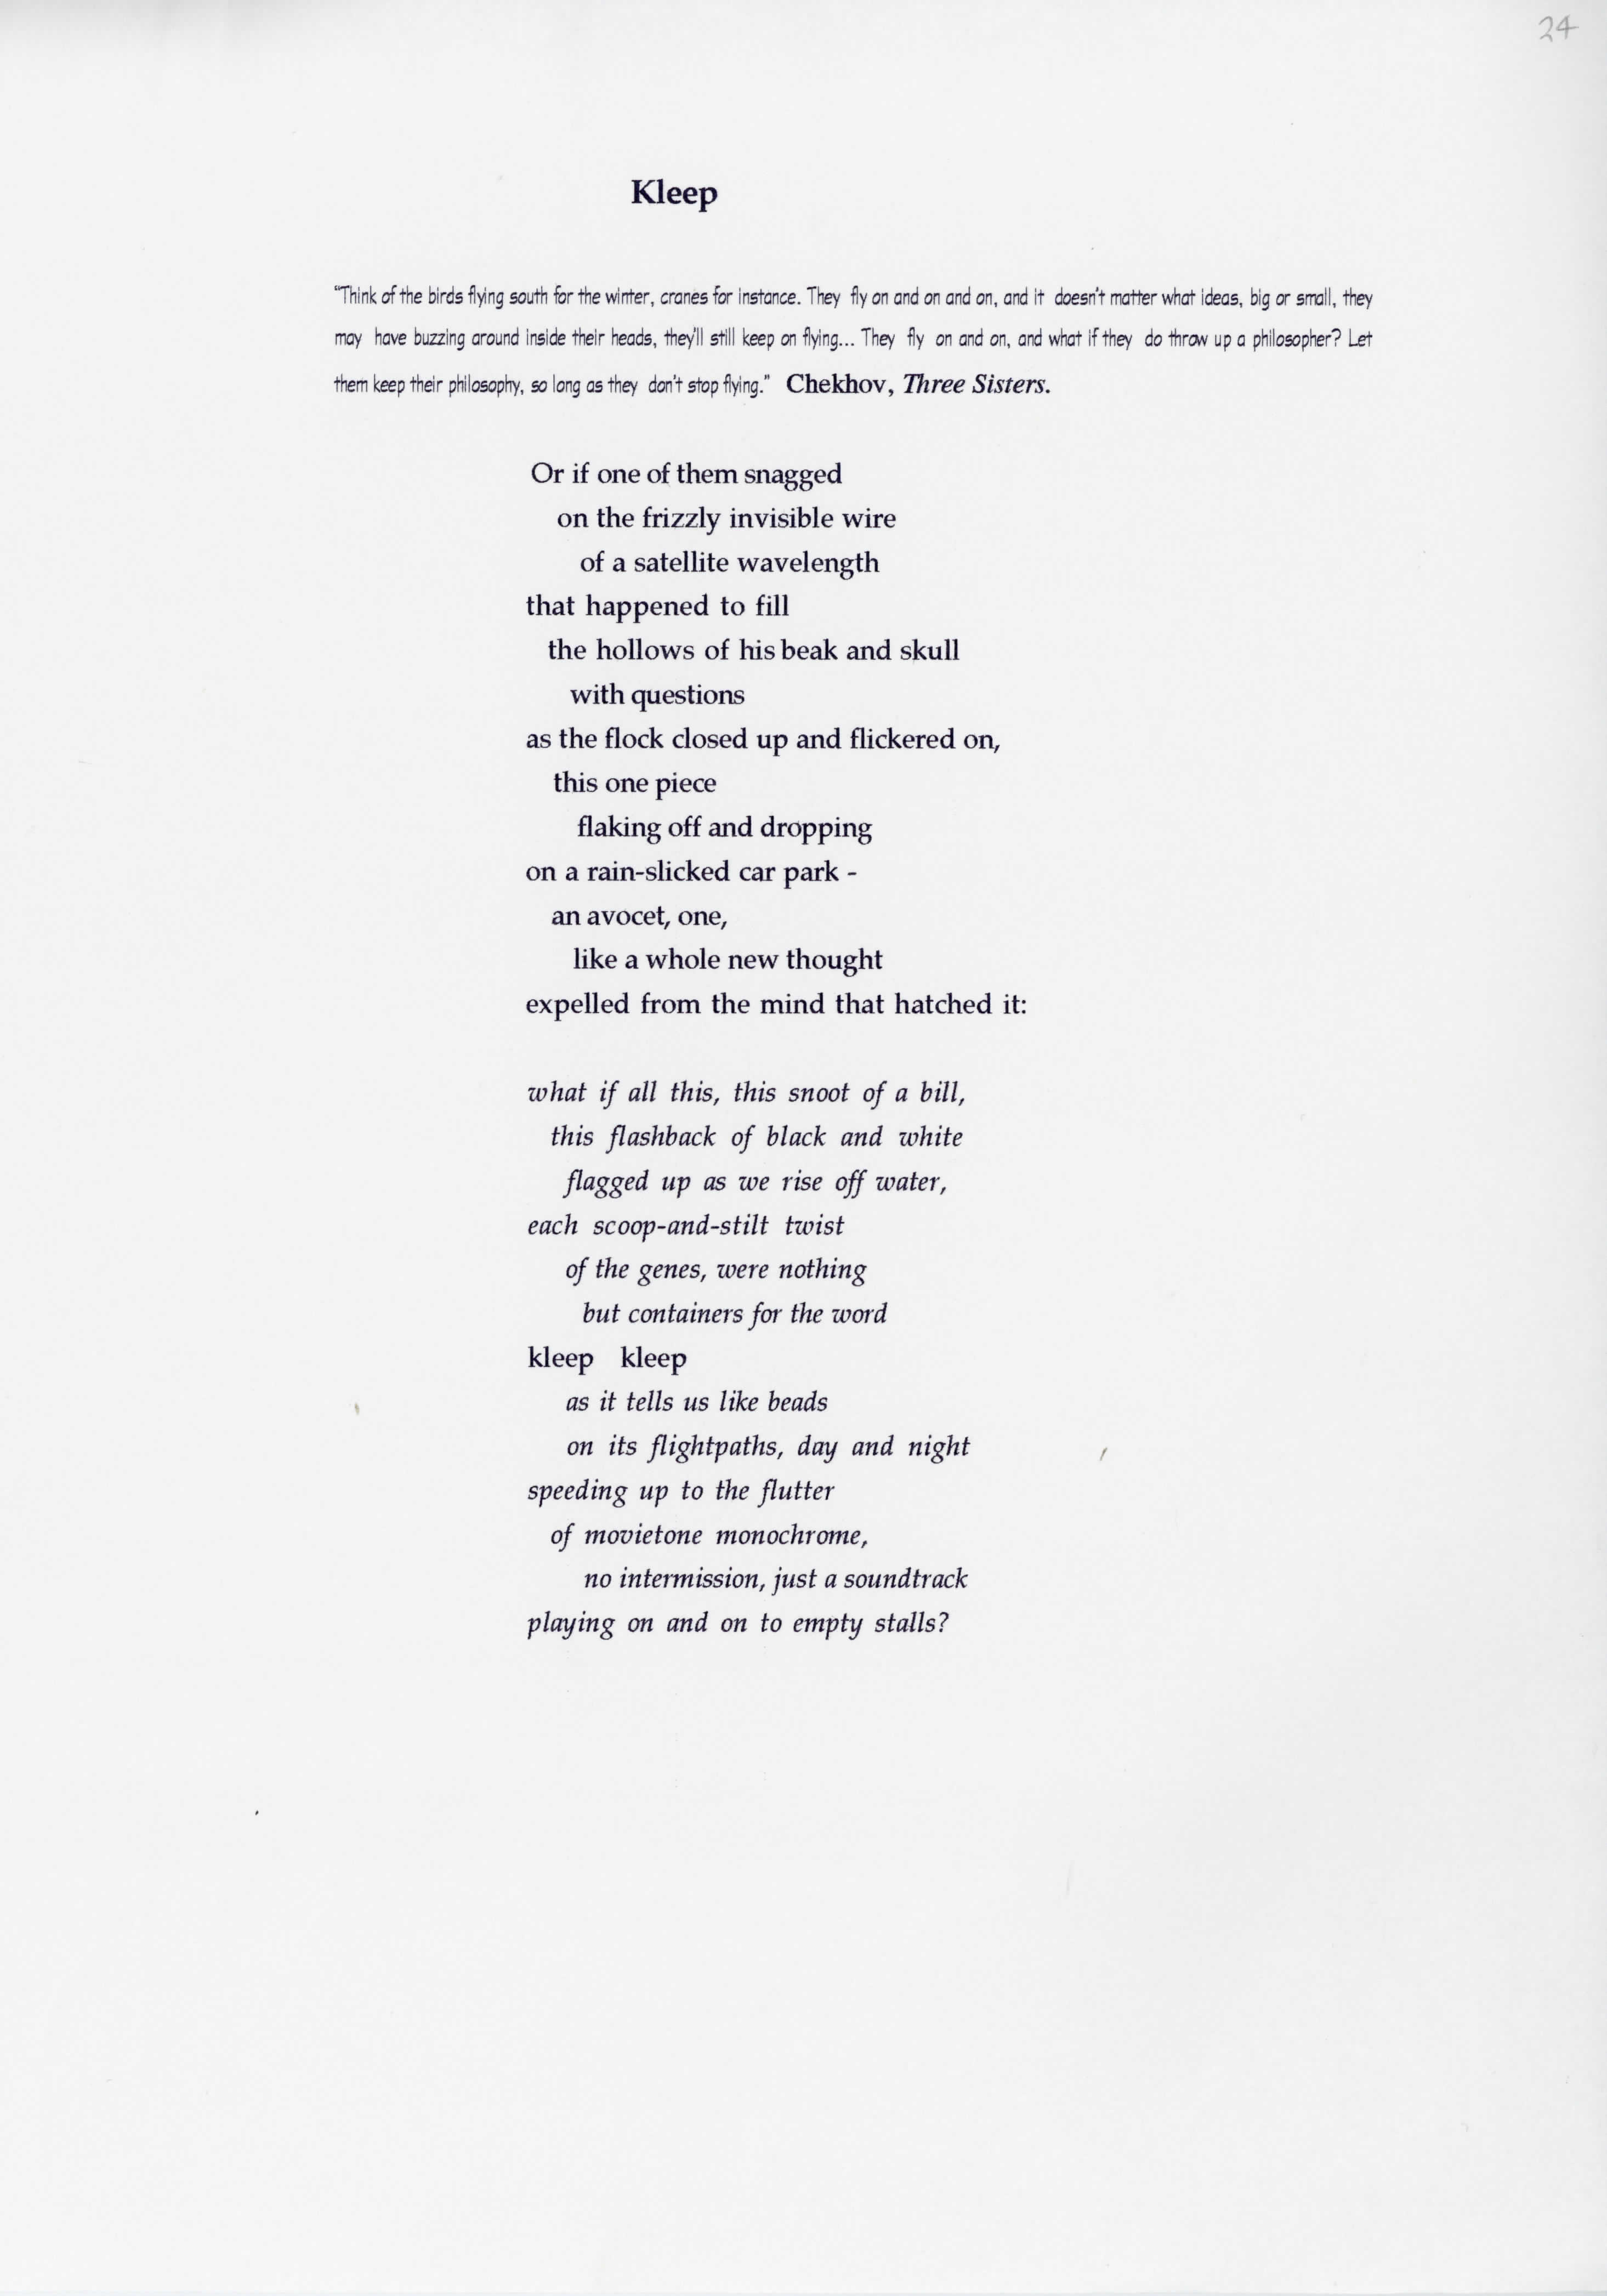 24
Kleep
"Think of the birds flying south for the winter, cranes for instance. They fly on and on and on, and it doesn't matter what ideas, big or small, they
may have buzzing around inside their heads, they'll still keep on flying... They fly on and on, and what if they do throw up a philosopher? Let
them keep their philosophy, so long as they don't stop flying." Chekhov, Three Sisters.
Or if one of them snagged
on the frizzly invisible wire
of a satellite wavelength
that happened to fill
the hollows of his beak and skull
with questions
as the flock closed up and flickered on,
this one piece
flaking off and dropping
on a rain-slicked car park -
an avocet, one,
like a whole new thought
expelled from the mind that hatched it:
what if all this, this snoot of a bill,
this flashback of black and white
flagged up as we rise off water,
each scoop-and-stilt twist
of the genes, were nothing
but containers for the word
kleep kleep
as it tells us like beads
on its flightpaths, day and night
speeding up to the flutter
of movietone monochrome,
no intermission, just a soundtrack
playing on and on to empty stalls?